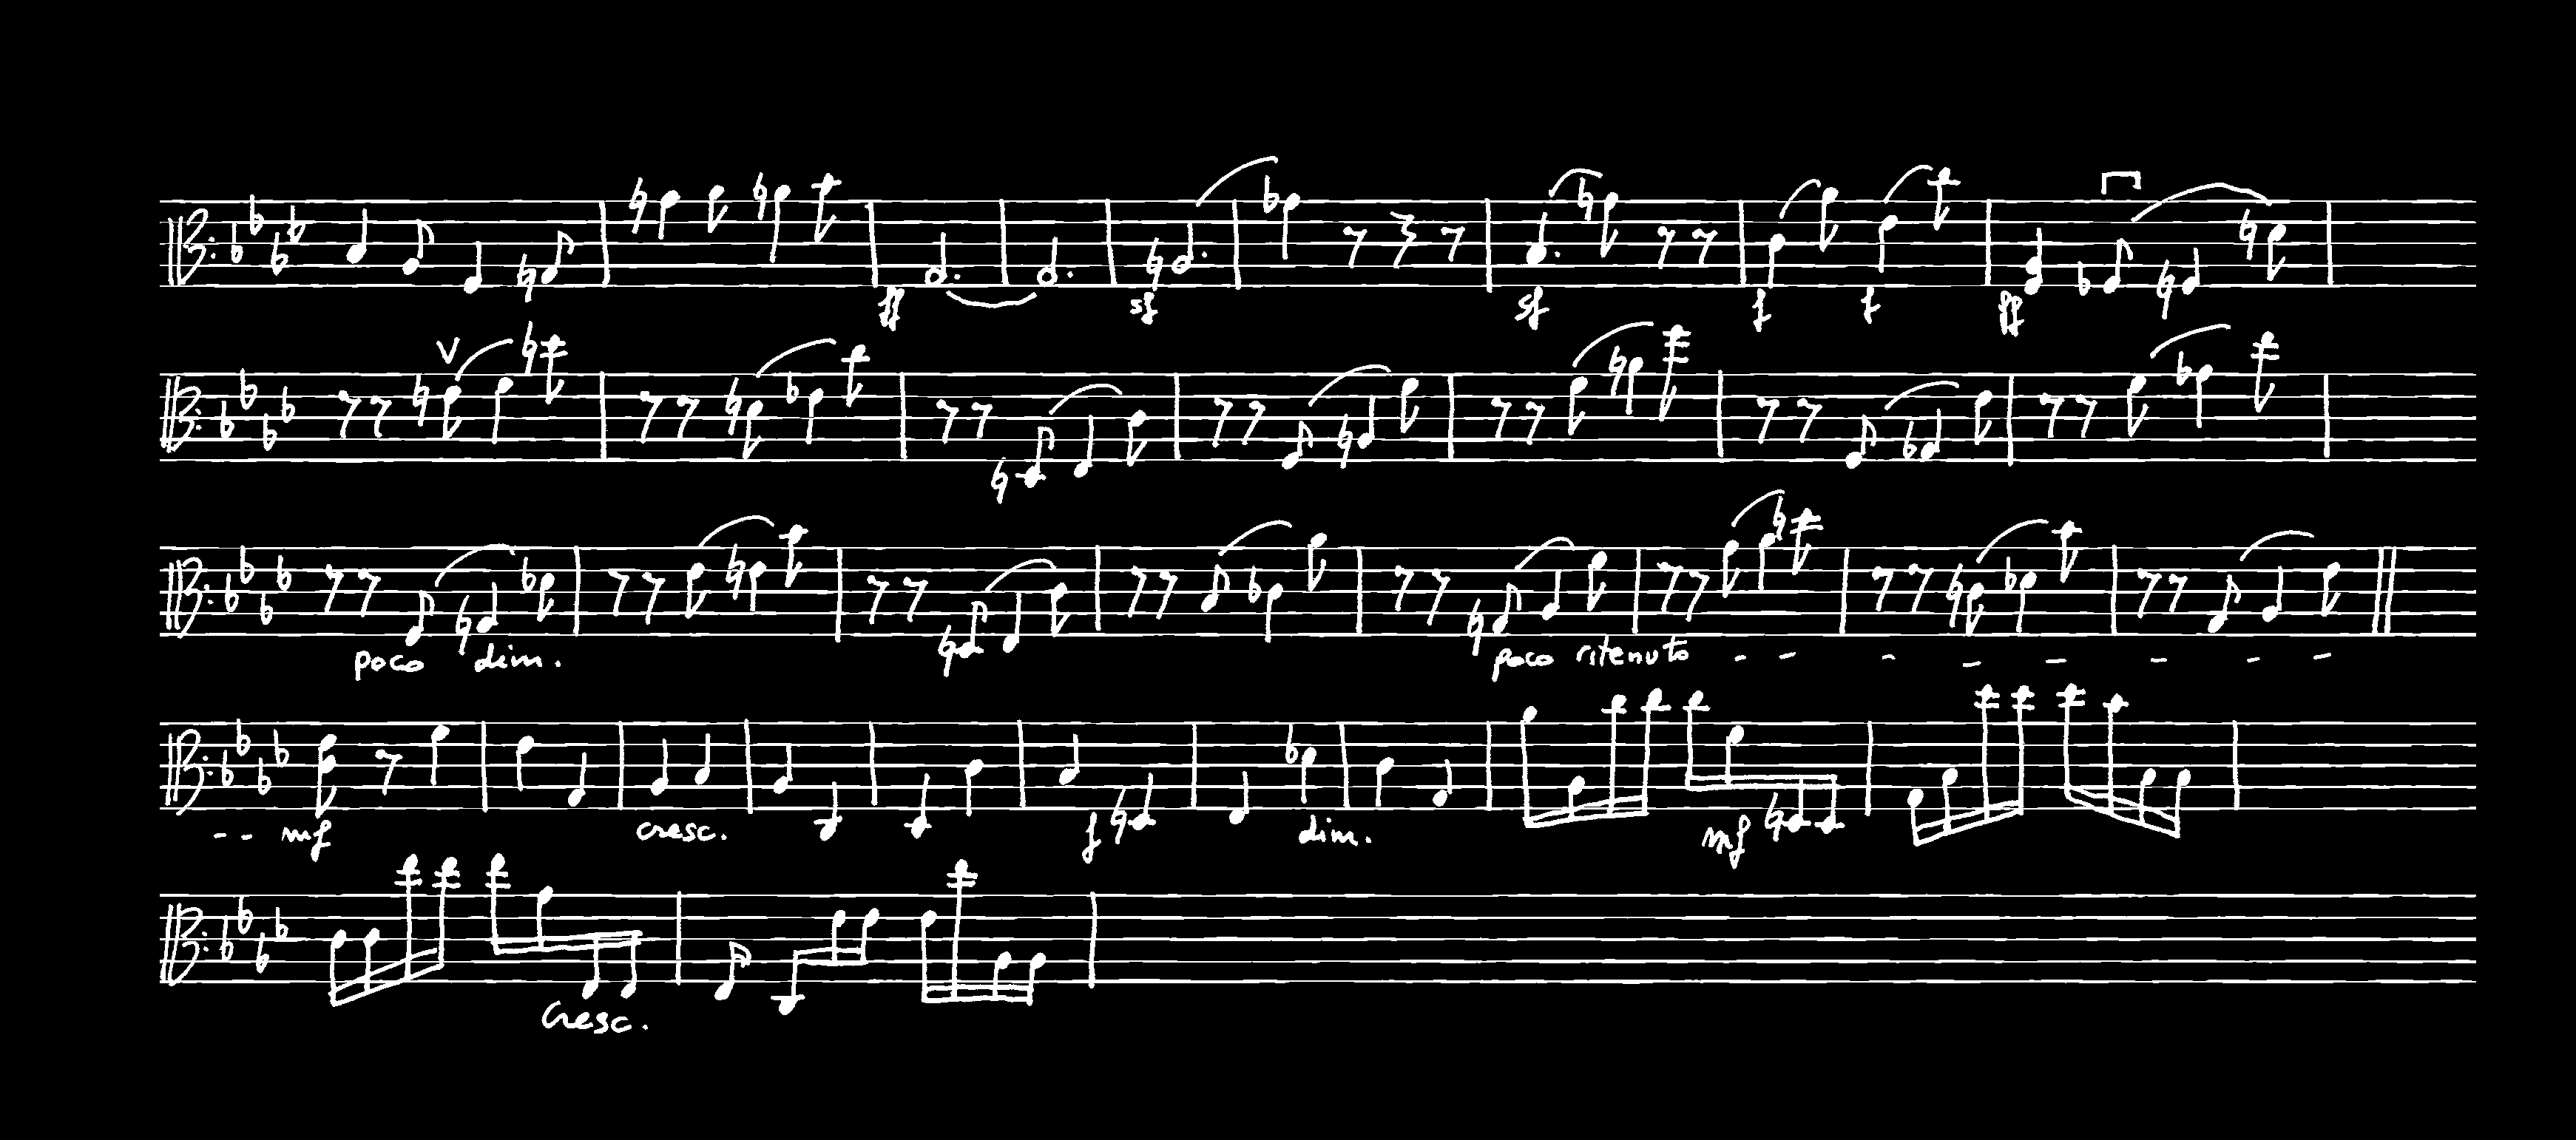 ff sf sf f f ff
poco dim. poco ritenuto - - - - - - - -
- - mf cresc. f dim. mf
cresc.